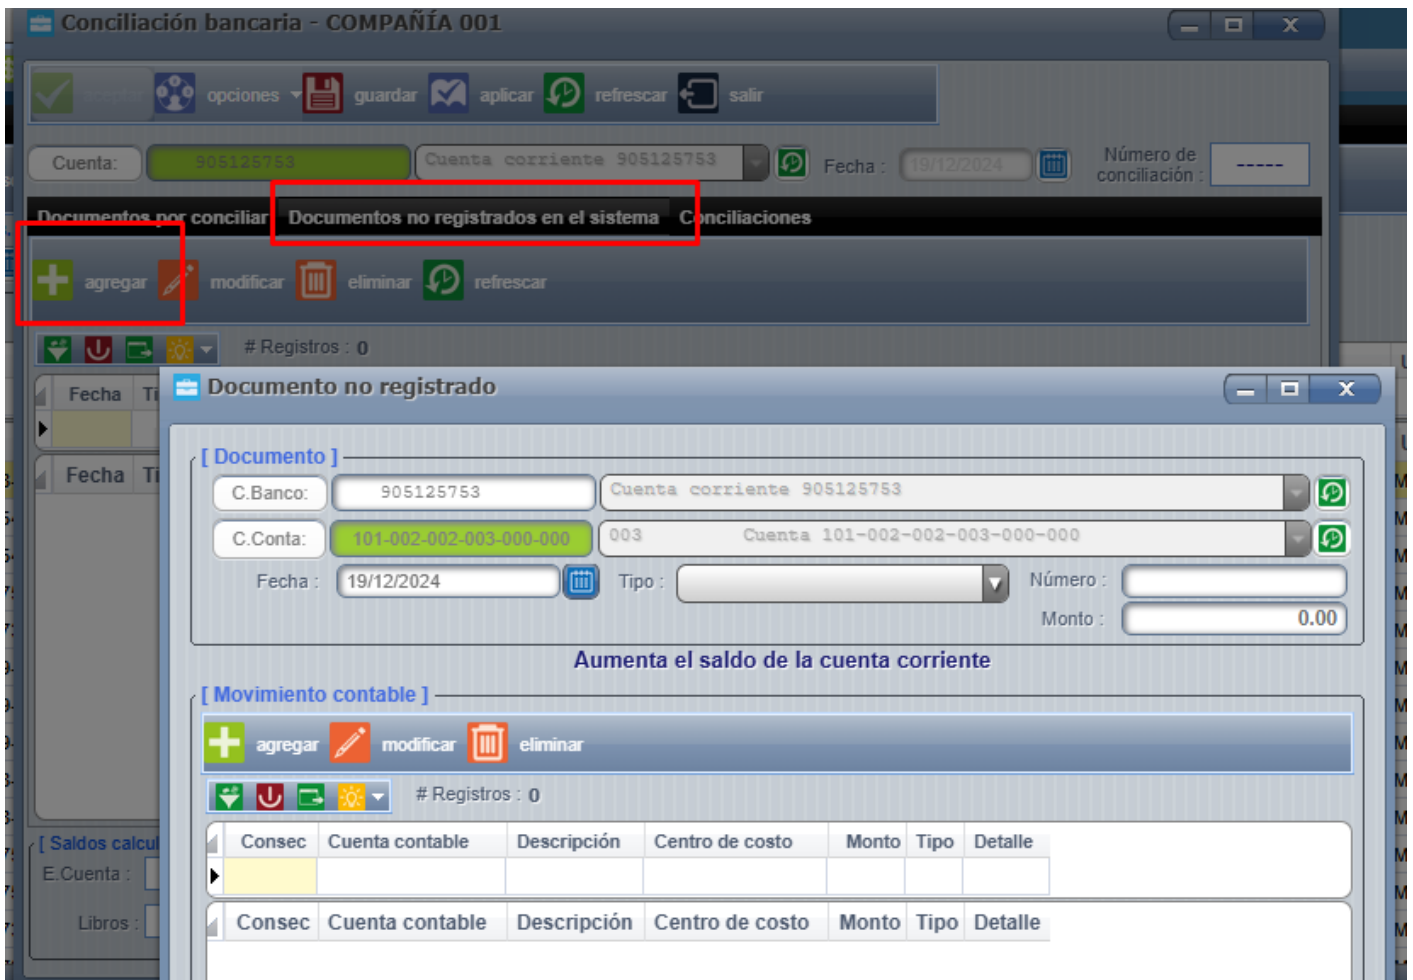 Conciliación bancaria - COMPAÑÍA 001
aceptar opciones guardar aplicar refrescar salir
Cuenta: 905125753 Cuenta corriente 905125753 Fecha : 19/12/2024 Número de conciliación : -----
Documentos por conciliar Documentos no registrados en el sistema Conciliaciones
agregar modificar eliminar refrescar
# Registros : 0
Fecha
Fecha
Documento no registrado
[ Documento ]
C.Banco: 905125753 Cuenta corriente 905125753
C.Conta: 101-002-002-003-000-000 003 Cuenta 101-002-002-003-000-000
Fecha : 19/12/2024 Tipo : Número :
Monto : 0.00
Aumenta el saldo de la cuenta corriente
[ Movimiento contable ]
agregar modificar eliminar
# Registros : 0
Consec Cuenta contable Descripción Centro de costo Monto Tipo Detalle
Consec Cuenta contable Descripción Centro de costo Monto Tipo Detalle
[ Saldos calcul
E.Cuenta :
Libros :